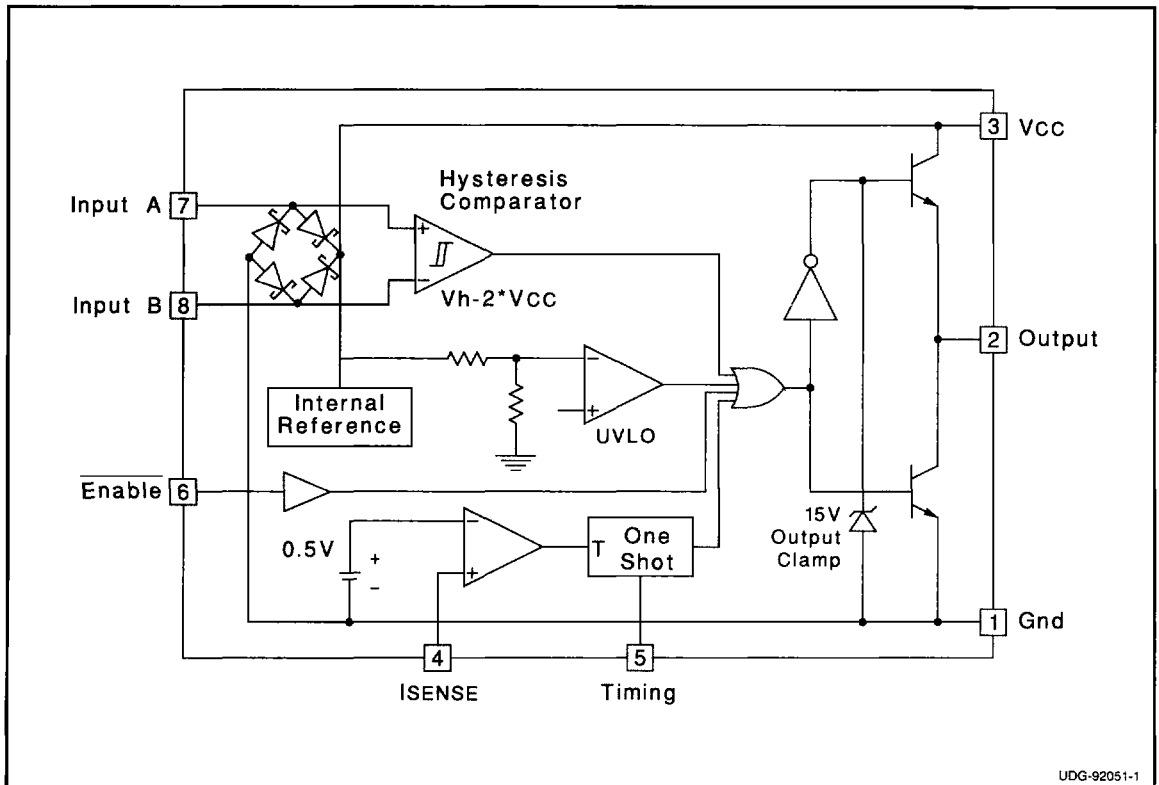 3 VCC
Hysteresis
Comparator
Input A 7
+
-
Vh-2*VCC
Input B 8
2 Output
-
+
UVLO
Internal
Reference
Enable 6
15V
Output
Clamp
0.5V
+
-
-
+
T
One
Shot
1 Gnd
4
5
ISENSE
Timing
UDG-92051-1